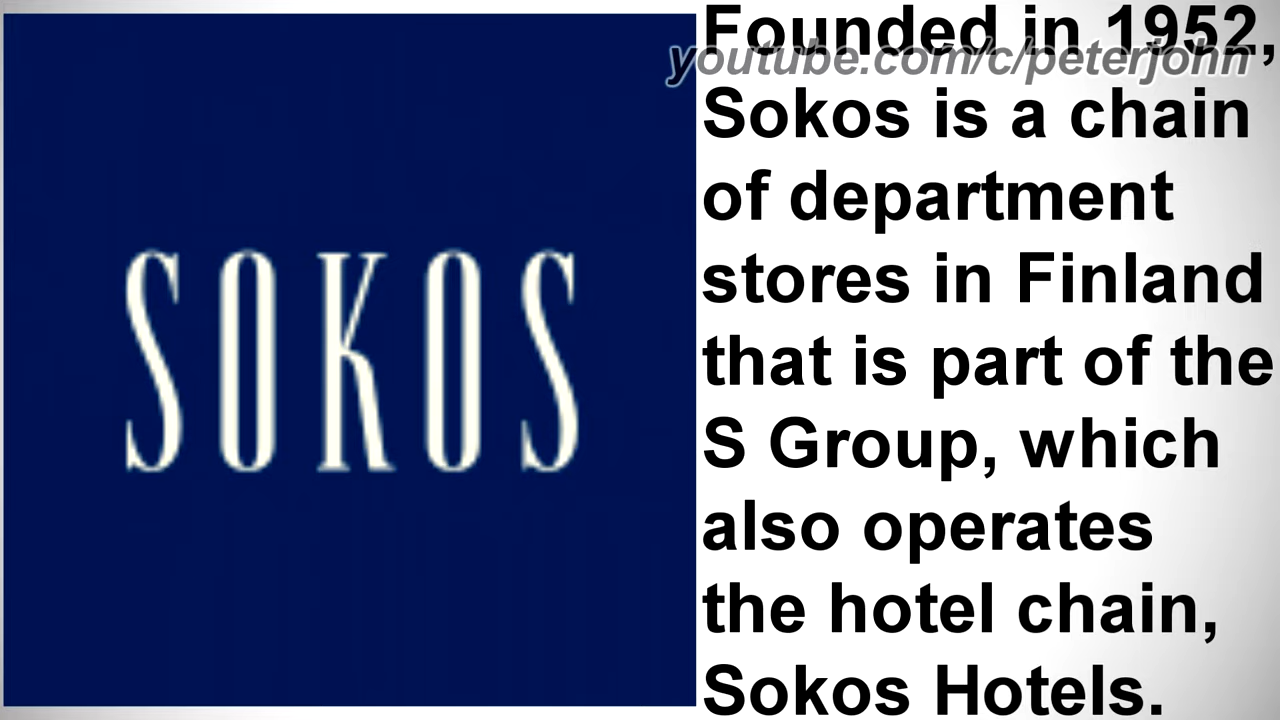 SOKOS
Founded in 1952,
youtube.com/c/peterjohn
Sokos is a chain
of department
stores in Finland
that is part of the
S Group, which
also operates
the hotel chain,
Sokos Hotels.